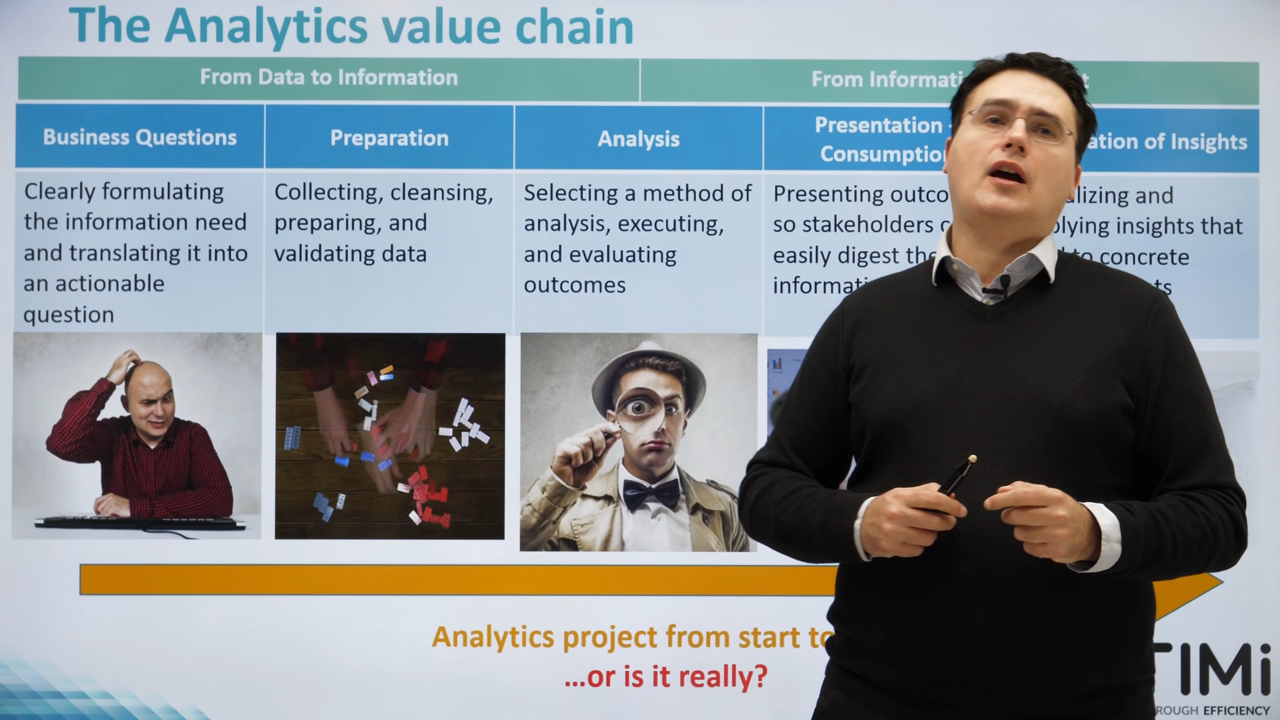 The Analytics value chain
From Data to Information
From Informati
Business Questions
Preparation
Analysis
Presentation
Consumptio
ation of Insights
Clearly formulating
the information need
and translating it into
an actionable
question
Collecting, cleansing,
preparing, and
validating data
Selecting a method of
analysis, executing,
and evaluating
outcomes
Presenting outco
so stakeholders
easily digest the
informati
alizing and
plying insights that
to concrete
Analytics project from start to
...or is it really?
TIMi
ROUGH EFFICIENCY